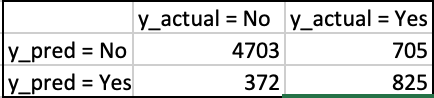 y_actual = No y_actual = Yes
y_pred = No 4703 705
y_pred = Yes 372 825